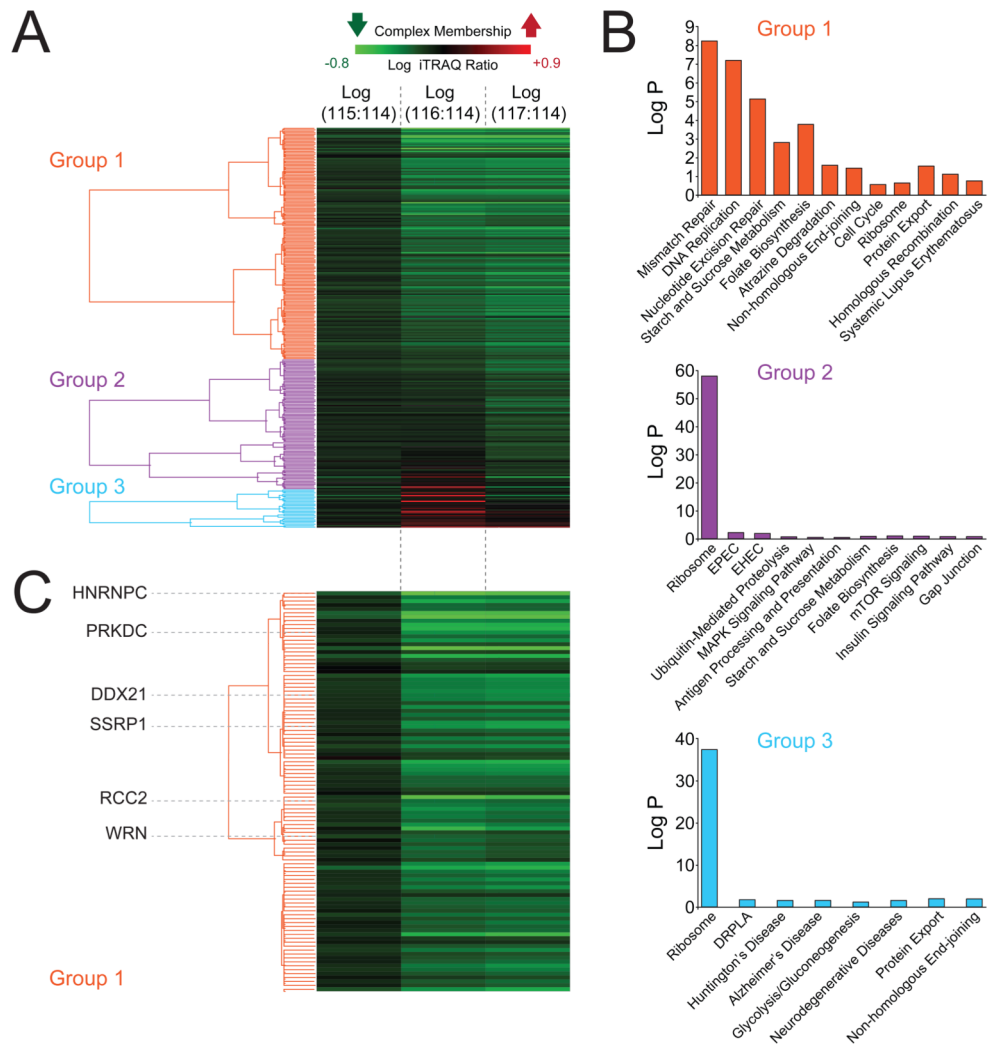 A
Complex Membership
-0.8 Log iTRAQ Ratio +0.9
Log (115:114)
Log (116:114)
Log (117:114)
Group 1
Group 2
Group 3
B
Group 1
Log P
9
8
7
6
5
4
3
2
1
0
Mismatch Repair
DNA Replication
Nucleotide Excision Repair
Starch and Sucrose Metabolism
Folate Biosynthesis
Atrazine Degradation
Non-homologous End-joining
Cell Cycle
Ribosome
Protein Export
Homologous Recombination
Systemic Lupus Erythematosus
Group 2
Log P
60
50
40
30
20
10
0
Ribosome
EPEC
EHEC
Ubiquitin-Mediated Proteolysis
MAPK Signaling Pathway
Antigen Processing and Presentation
Starch and Sucrose Metabolism
Folate Biosynthesis
mTOR Signaling
Insulin Signaling Pathway
Gap Junction
Group 3
Log P
40
30
20
10
0
Ribosome
DRPLA
Huntington's Disease
Alzheimer's Disease
Glycolysis/Gluconeogenesis
Neurodegenerative Diseases
Protein Export
Non-homologous End-joining
C
HNRNPC
PRKDC
DDX21
SSRP1
RCC2
WRN
Group 1